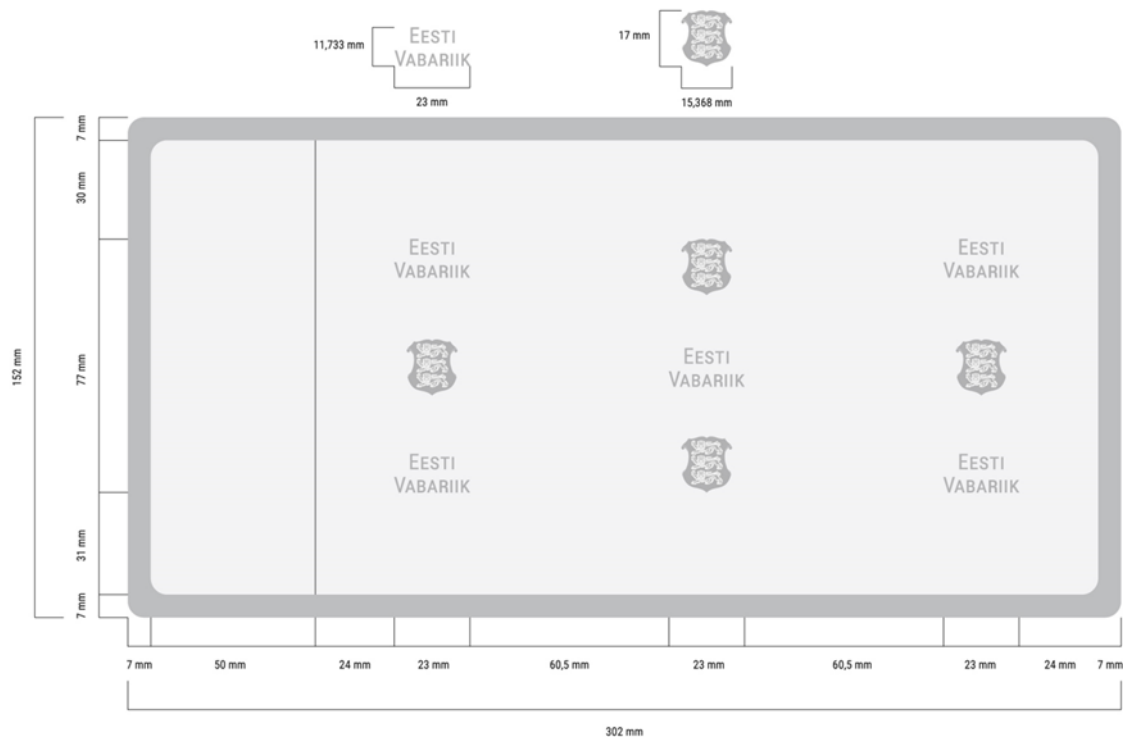 11,733 mm
EESTI
VABARIIK
23 mm
17 mm
15,368 mm
7 mm
30 mm
77 mm
31 mm
7 mm
152 mm
EESTI
VABARIIK
EESTI
VABARIIK
EESTI
VABARIIK
EESTI
VABARIIK
EESTI
VABARIIK
7 mm 50 mm 24 mm 23 mm 60,5 mm 23 mm 60,5 mm 23 mm 24 mm 7 mm
302 mm